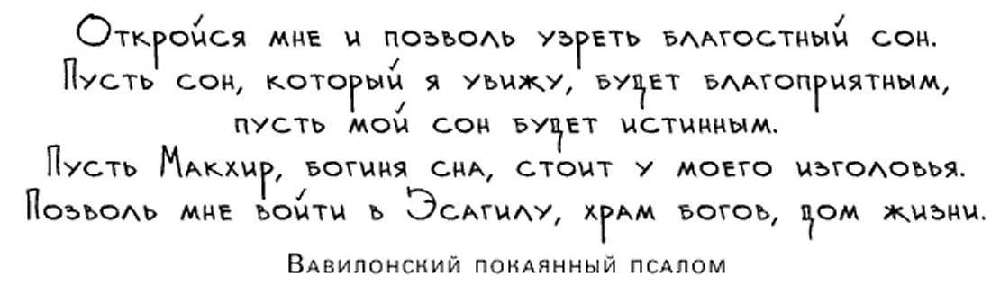 Откройся мне и позволь узреть благостный сон.
Пусть сон, который я увижу, будет благоприятным,
пусть мой сон будет истинным.
Пусть Макхир, богиня сна, стоит у моего изголовья.
Позволь мне войти в Эсагилу, храм богов, дом жизни.
Вавилонский покаянный псалом